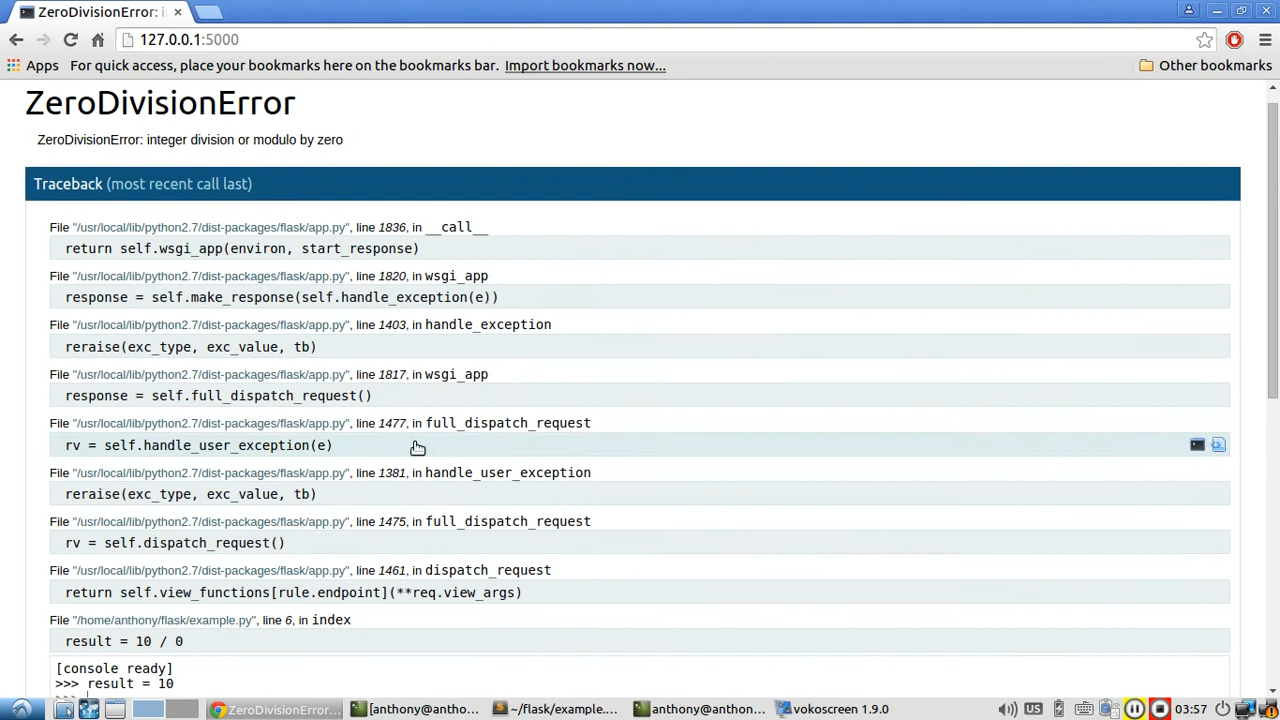 ZeroDivisionError: i
127.0.0.1:5000
Apps For quick access, place your bookmarks here on the bookmarks bar. Import bookmarks now... Other bookmarks
ZeroDivisionError
ZeroDivisionError: integer division or modulo by zero
Traceback (most recent call last)
File "/usr/local/lib/python2.7/dist-packages/flask/app.py", line 1836, in __call__
return self.wsgi_app(environ, start_response)
File "/usr/local/lib/python2.7/dist-packages/flask/app.py", line 1820, in wsgi_app
response = self.make_response(self.handle_exception(e))
File "/usr/local/lib/python2.7/dist-packages/flask/app.py", line 1403, in handle_exception
reraise(exc_type, exc_value, tb)
File "/usr/local/lib/python2.7/dist-packages/flask/app.py", line 1817, in wsgi_app
response = self.full_dispatch_request()
File "/usr/local/lib/python2.7/dist-packages/flask/app.py", line 1477, in full_dispatch_request
rv = self.handle_user_exception(e)
File "/usr/local/lib/python2.7/dist-packages/flask/app.py", line 1381, in handle_user_exception
reraise(exc_type, exc_value, tb)
File "/usr/local/lib/python2.7/dist-packages/flask/app.py", line 1475, in full_dispatch_request
rv = self.dispatch_request()
File "/usr/local/lib/python2.7/dist-packages/flask/app.py", line 1461, in dispatch_request
return self.view_functions[rule.endpoint](**req.view_args)
File "/home/anthony/flask/example.py", line 6, in index
result = 10 / 0
[console ready]
>>> result = 10
>>>
ZeroDivisionError... [anthony@antho... ~/flask/example.... anthony@anthon... vokoscreen 1.9.0 US 03:57